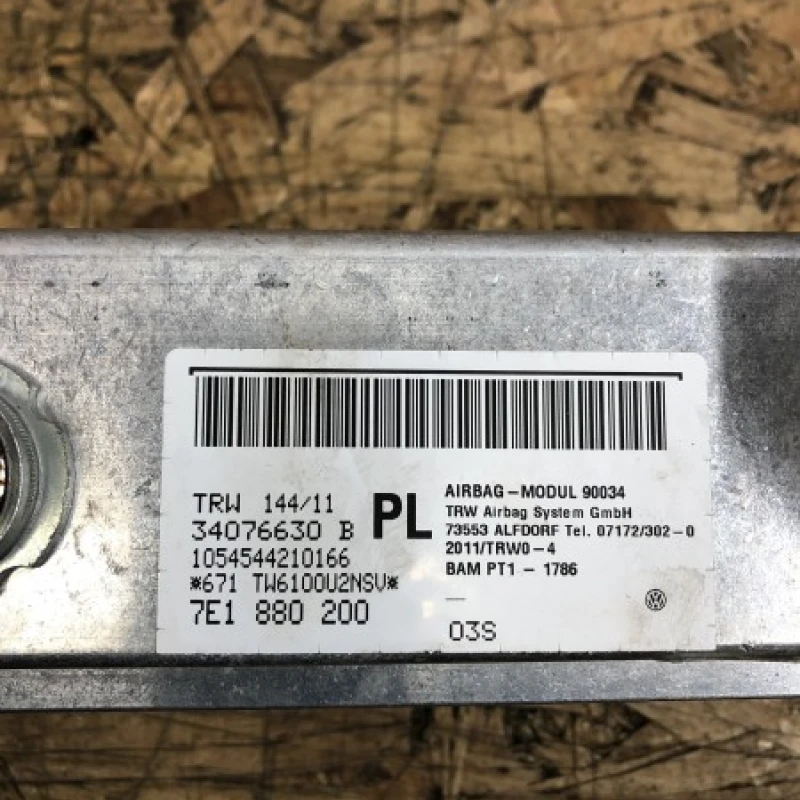 TRW 144/11
34076630 B
1054544210166
*671 TW6100U2NSV*
7E1 880 200
PL
AIRBAG-MODUL 90034
TRW Airbag System GmbH
73553 ALFDORF Tel. 07172/302-0
2011/TRW0-4
BAM PT1 - 1786
—
03S